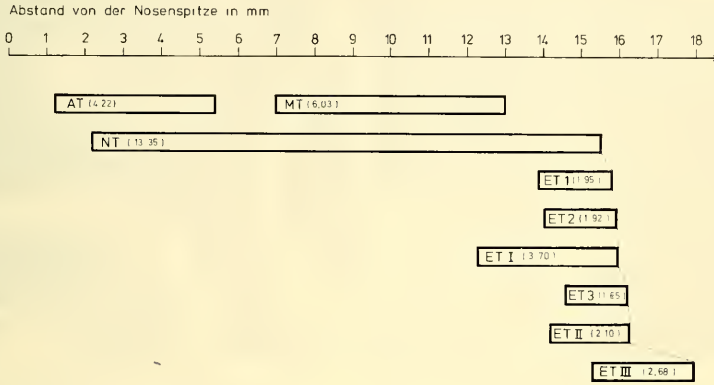 Abstand von der Nasenspitze in mm
0 1 2 3 4 5 6 7 8 9 10 11 12 13 14 15 16 17 18
AT (4.22) MT (6,03)
NT (13 35)
ET 1 (1 95)
ET 2 (1 92)
ET I (3 70)
ET 3 (1.65)
ET II (2 10)
ET III (2,68)